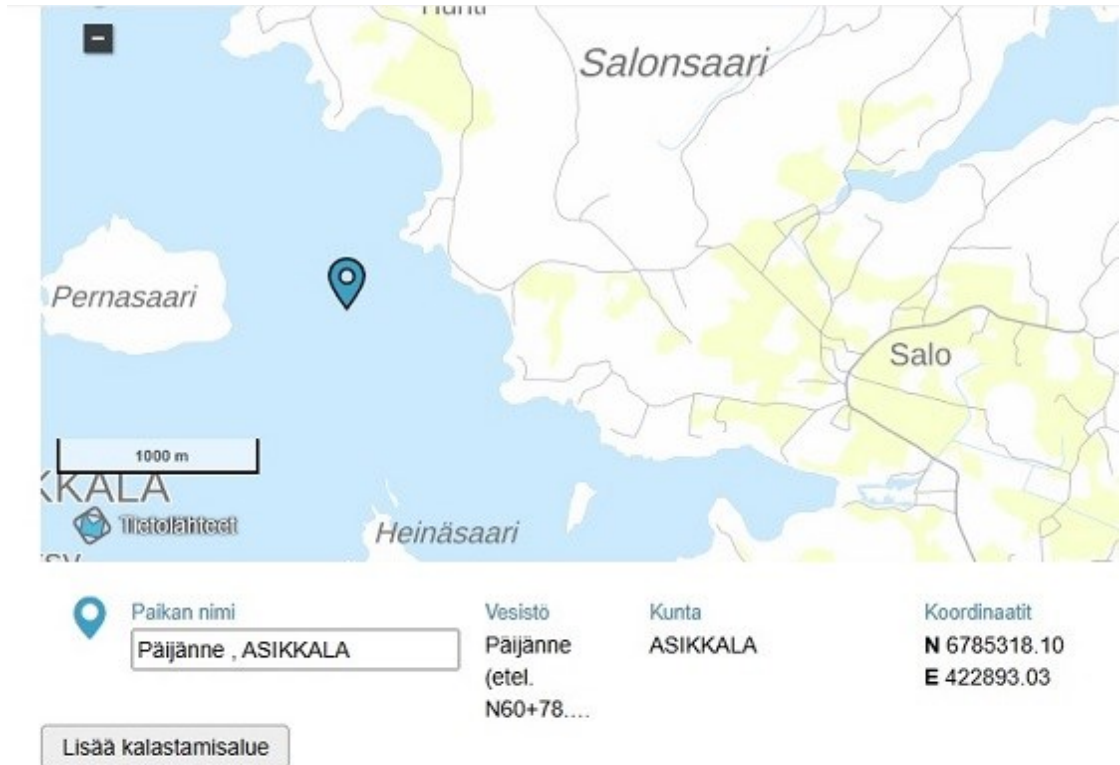 Salonsaari
Pernasaari
Salo
1000 m
KKALA
Tietolähteet
Heinäsaari
Paikan nimi
Päijänne , ASIKKALA
Vesistö
Päijänne
(etel.
N60+78....
Kunta
ASIKKALA
Koordinaatit
N 6785318.10
E 422893.03
Lisää kalastamisalue